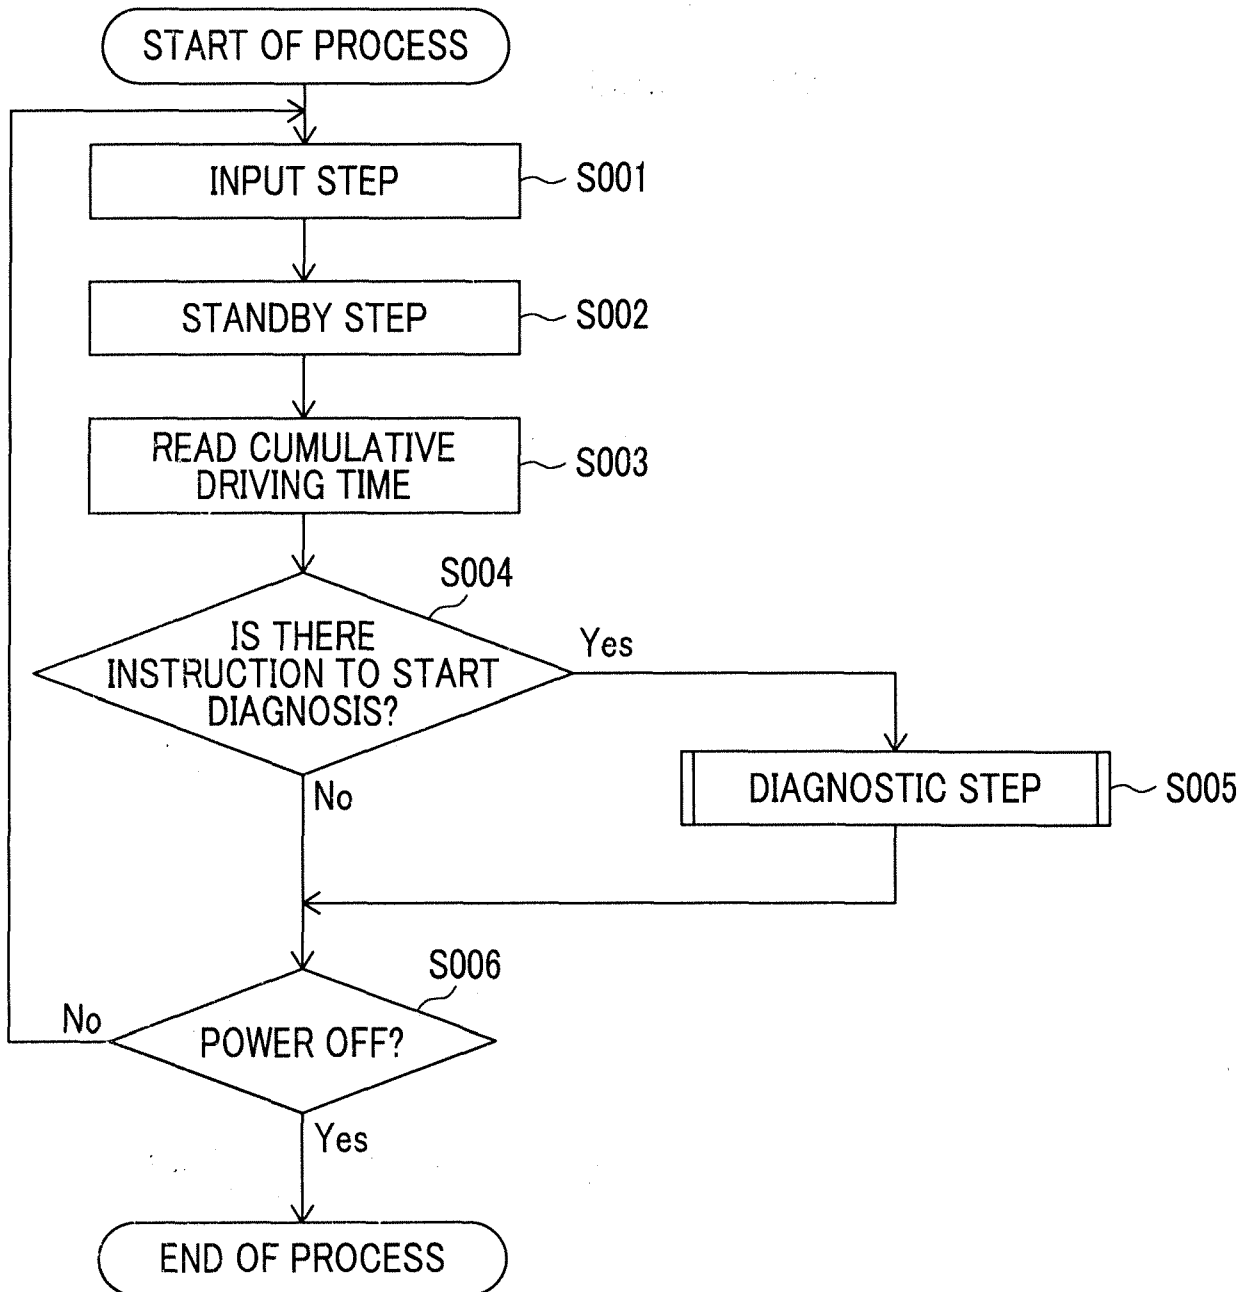 START OF PROCESS
INPUT STEP
S001
STANDBY STEP
S002
READ CUMULATIVE
DRIVING TIME
S003
S004
IS THERE
INSTRUCTION TO START
DIAGNOSIS?
Yes
No
DIAGNOSTIC STEP
S005
S006
No
POWER OFF?
Yes
END OF PROCESS